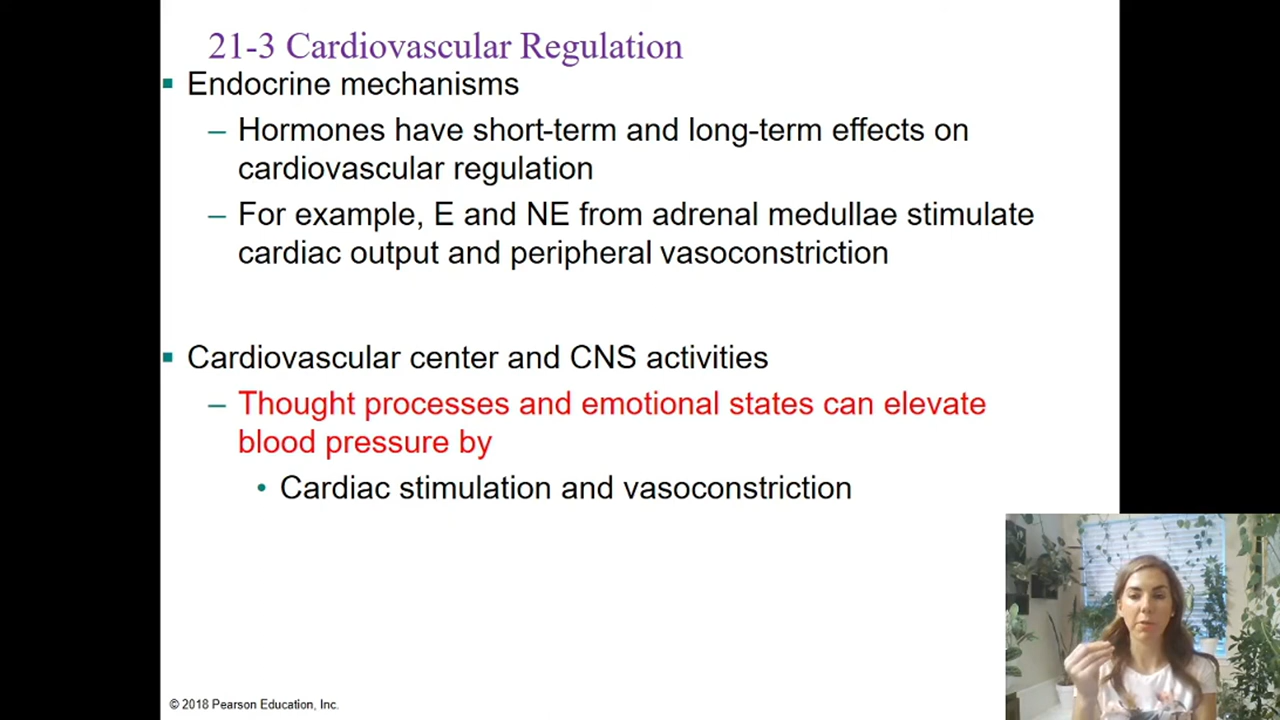 21-3 Cardiovascular Regulation
▪ Endocrine mechanisms
– Hormones have short-term and long-term effects on
cardiovascular regulation
– For example, E and NE from adrenal medullae stimulate
cardiac output and peripheral vasoconstriction
▪ Cardiovascular center and CNS activities
– Thought processes and emotional states can elevate
blood pressure by
• Cardiac stimulation and vasoconstriction
© 2018 Pearson Education, Inc.